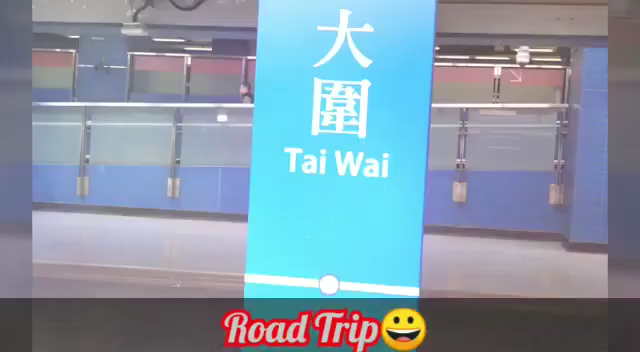 大
圍
Tai Wai
Road Trip😀